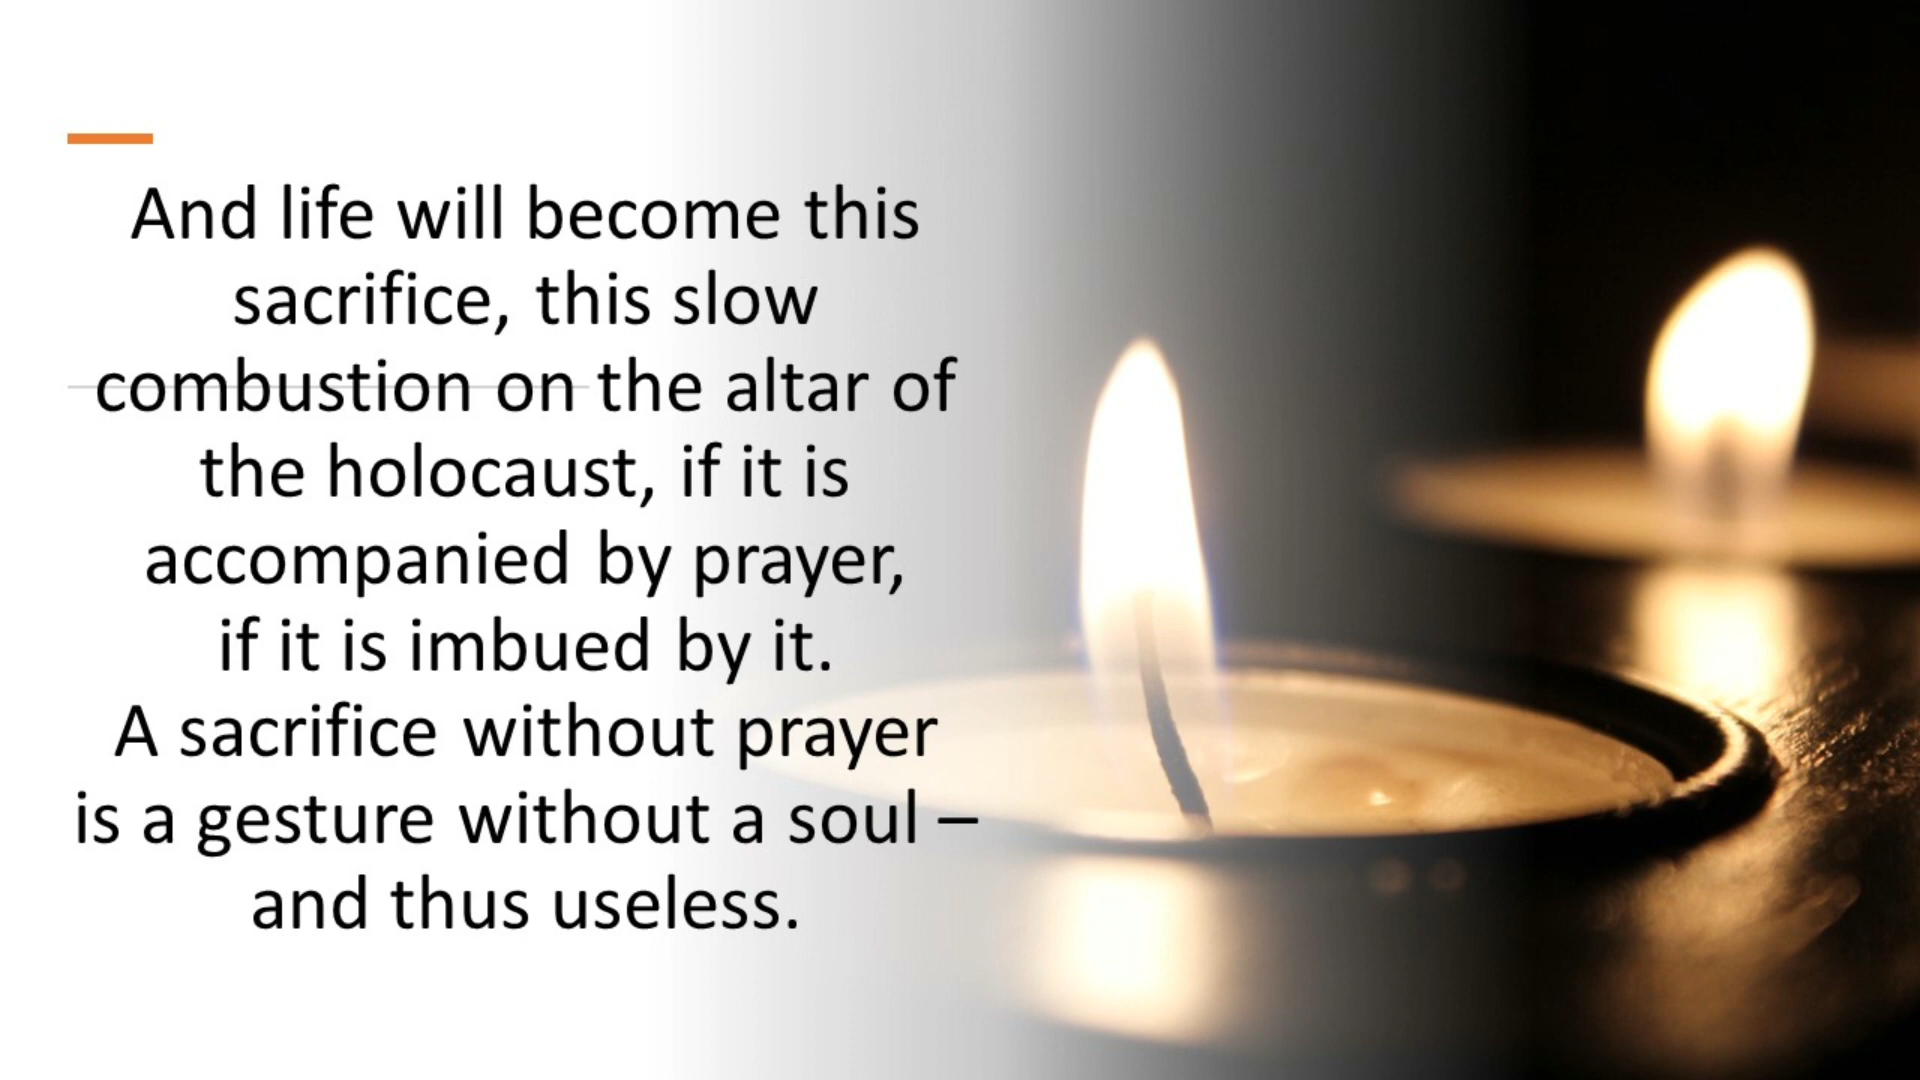 And life will become this
sacrifice, this slow
combustion on the altar of
the holocaust, if it is
accompanied by prayer,
if it is imbued by it.
A sacrifice without prayer
is a gesture without a soul –
and thus useless.